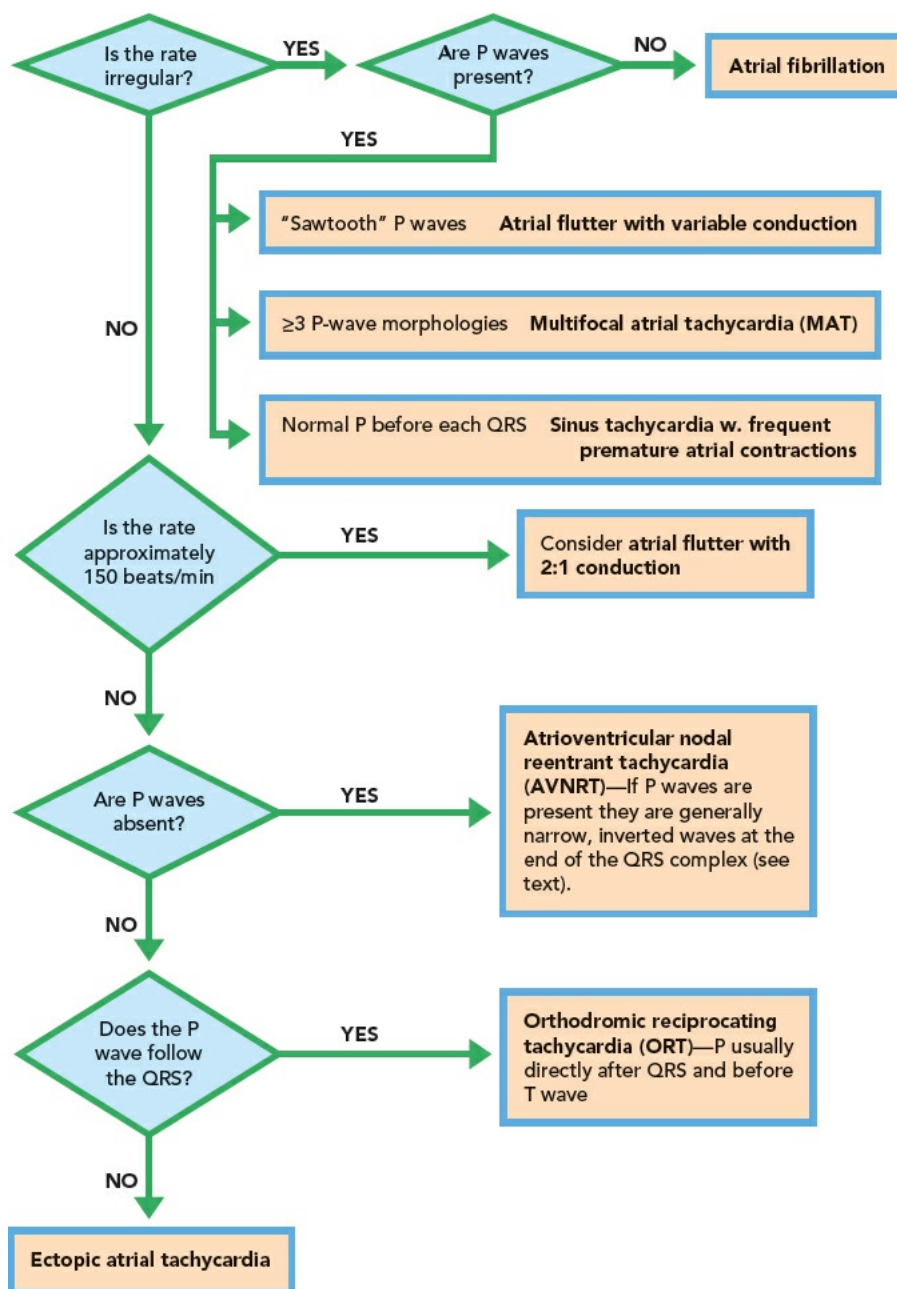 Is the rate
irregular?
YES
Are P waves
present?
NO
Atrial fibrillation
YES
"Sawtooth" P waves Atrial flutter with variable conduction
NO
≥3 P-wave morphologies Multifocal atrial tachycardia (MAT)
Normal P before each QRS Sinus tachycardia w. frequent
premature atrial contractions
Is the rate
approximately
150 beats/min
YES
Consider atrial flutter with
2:1 conduction
NO
Are P waves
absent?
YES
Atrioventricular nodal
reentrant tachycardia
(AVNRT)—If P waves are
present they are generally
narrow, inverted waves at the
end of the QRS complex (see
text).
NO
Does the P
wave follow
the QRS?
YES
Orthodromic reciprocating
tachycardia (ORT)—P usually
directly after QRS and before
T wave
NO
Ectopic atrial tachycardia